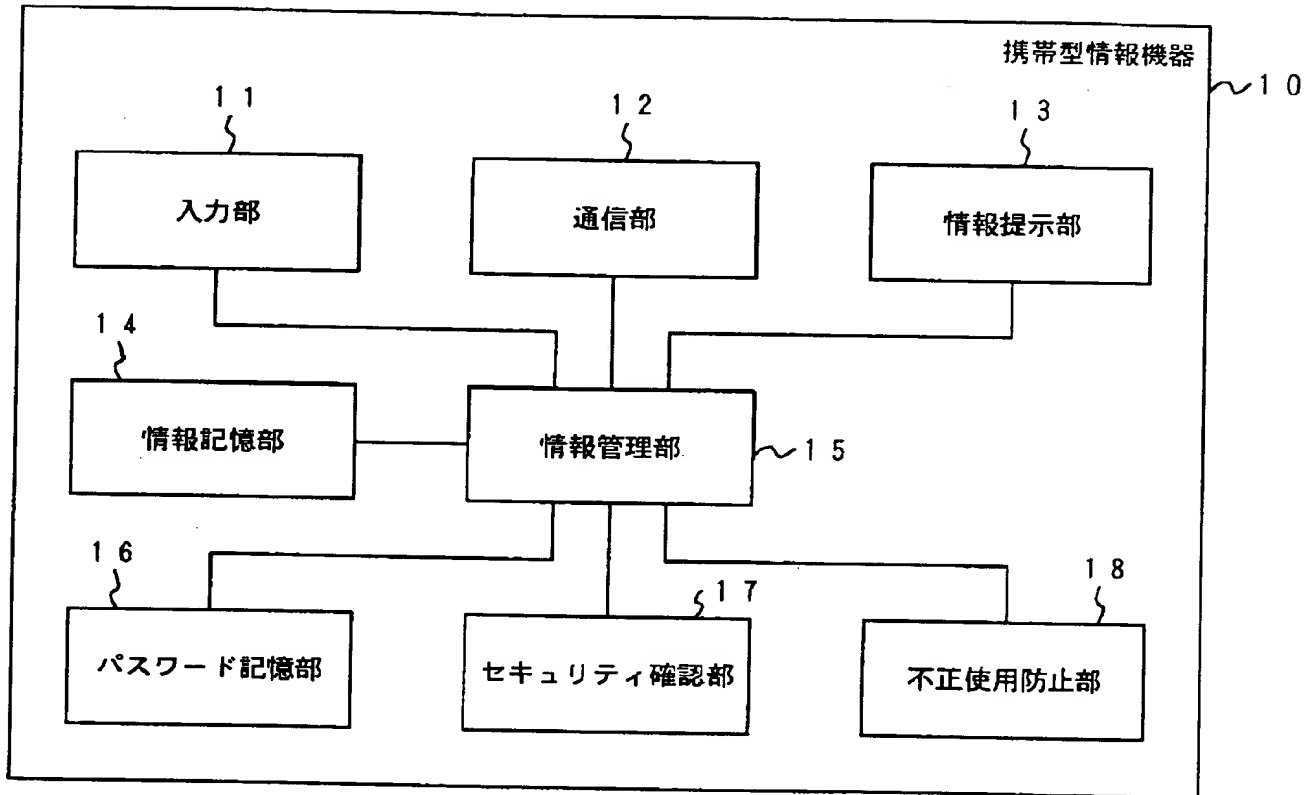 携帯型情報機器
10
11
入力部
12
通信部
13
情報提示部
14
情報記憶部
情報管理部
15
16
パスワード記憶部
17
セキュリティ確認部
18
不正使用防止部